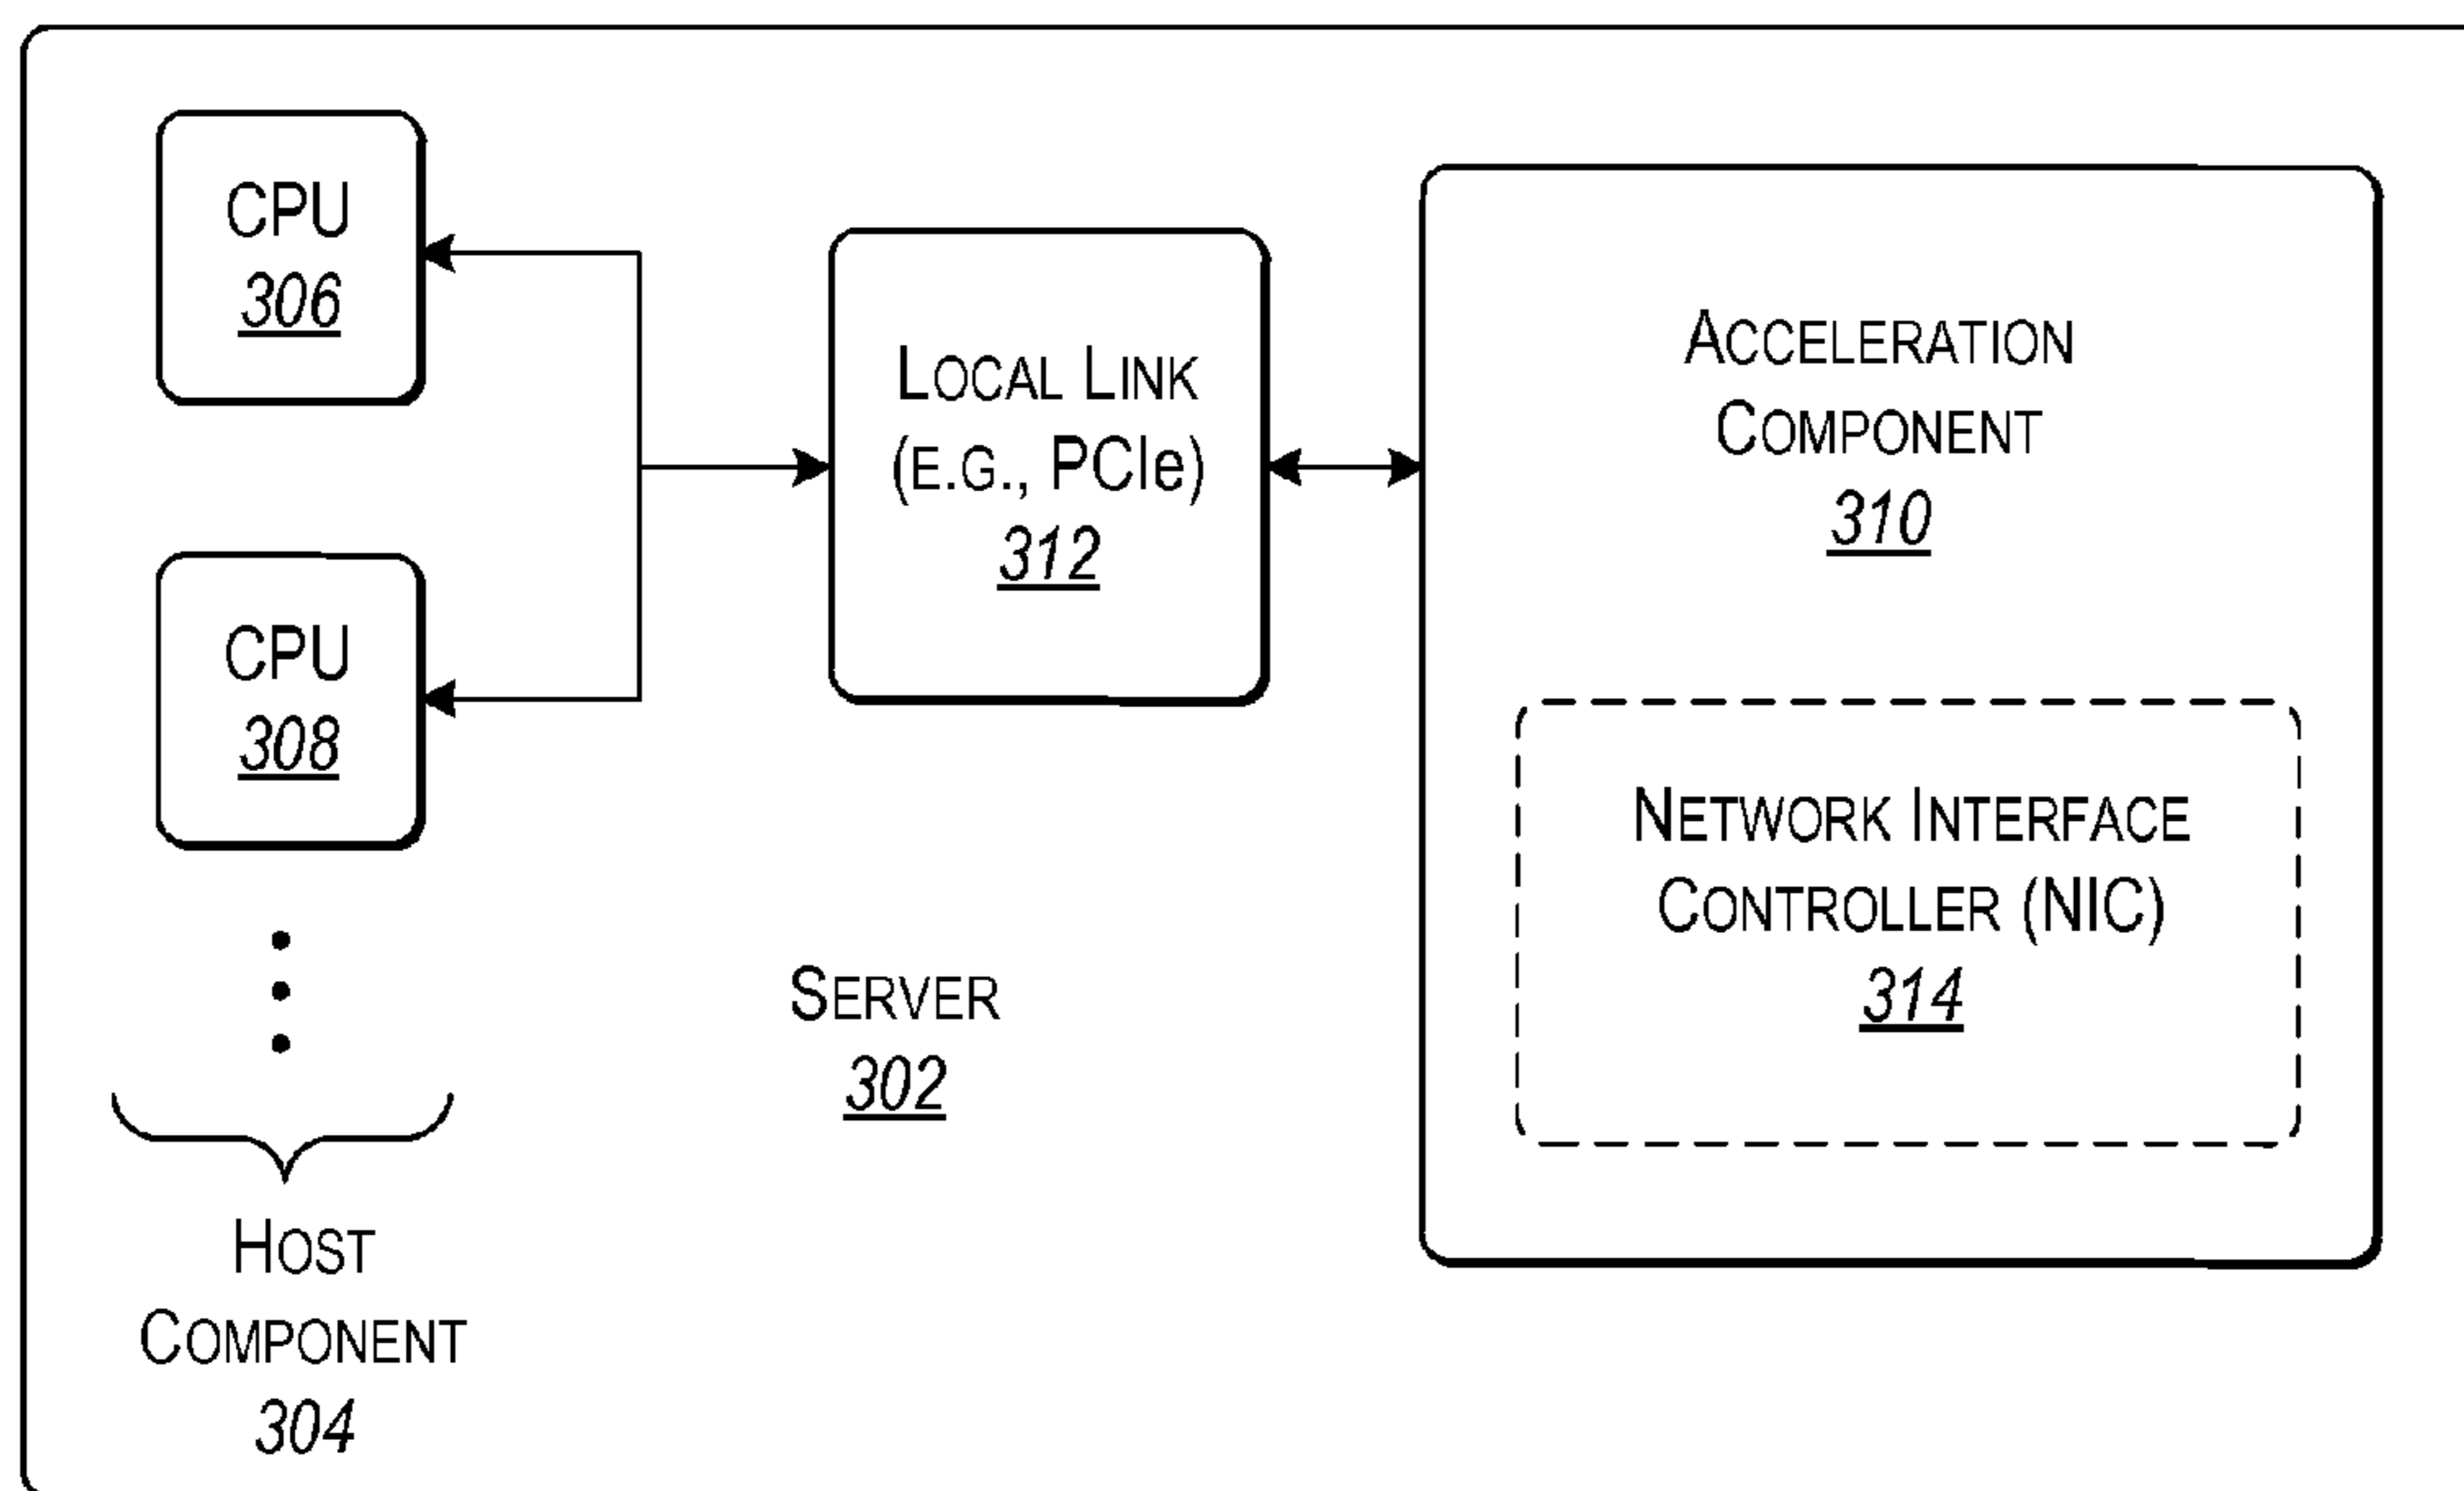 CPU
306
CPU
308
HOST
COMPONENT
304
LOCAL LINK
(E.G., PCIe)
312
SERVER
302
ACCELERATION
COMPONENT
310
NETWORK INTERFACE
CONTROLLER (NIC)
314